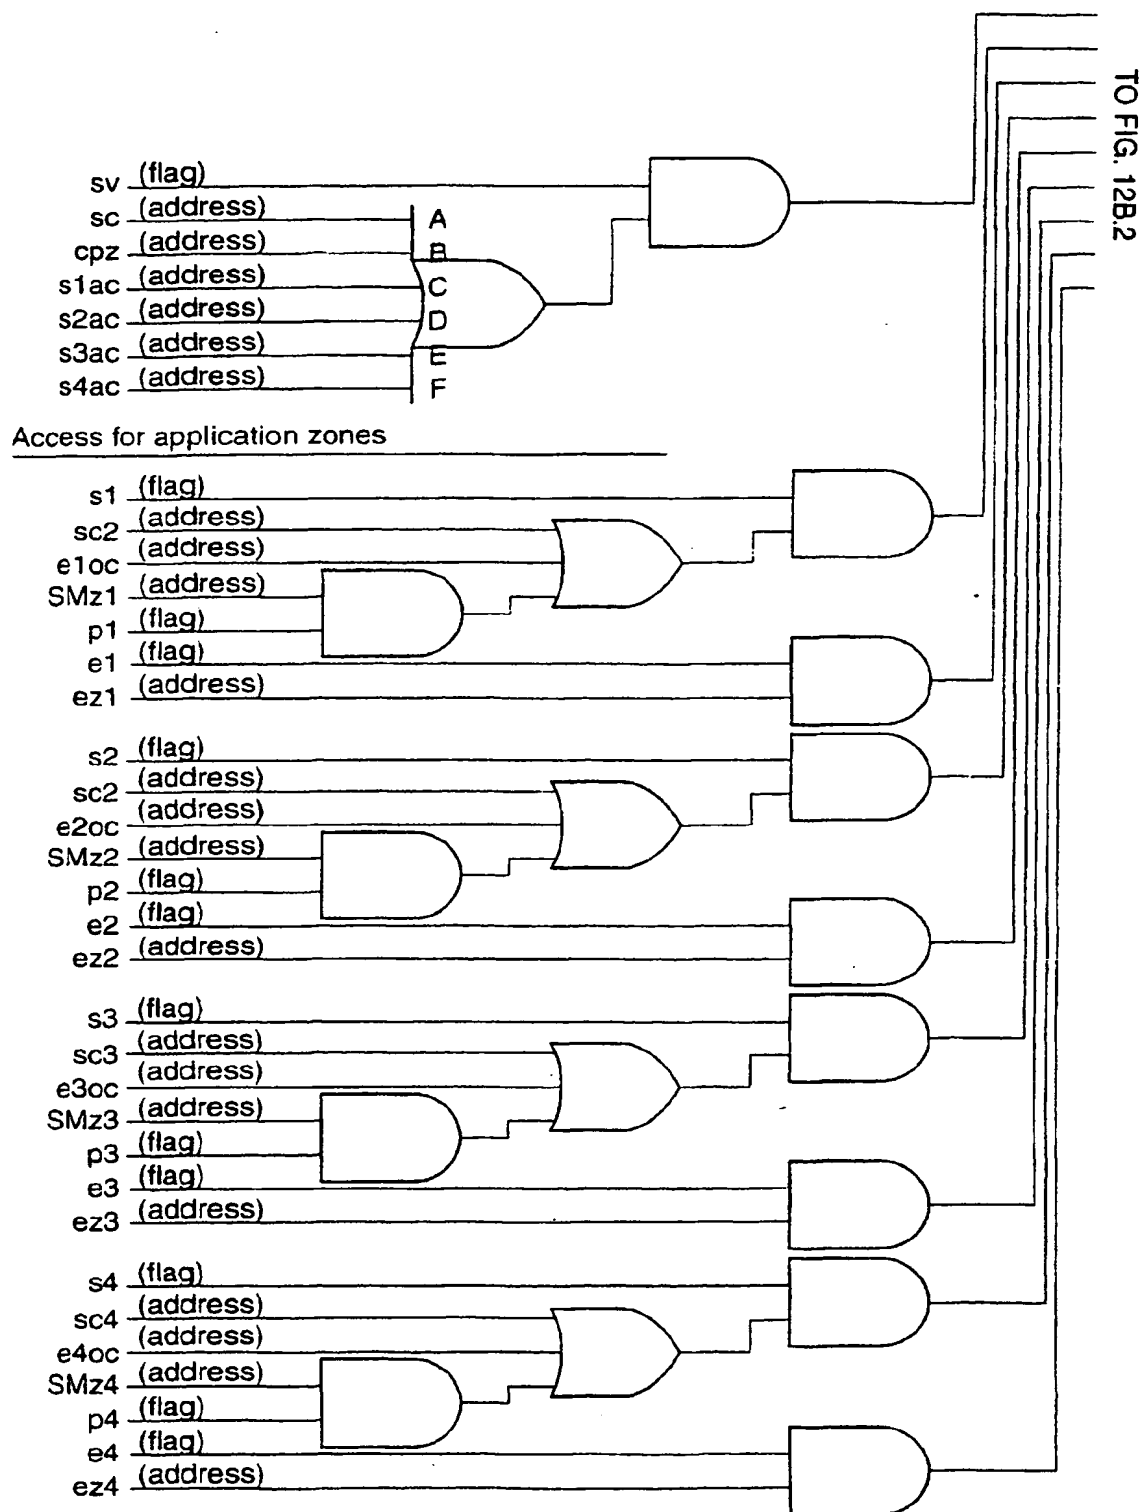 TO FIG. 12B.2
sv (flag)
sc (address) A
cpz (address) B
s1ac (address) C
s2ac (address) D
s3ac (address) E
s4ac (address) F
Access for application zones
s1 (flag)
sc2 (address)
e1oc (address)
SMz1 (address)
p1 (flag)
e1 (flag)
ez1 (address)
s2 (flag)
sc2 (address)
e2oc (address)
SMz2 (address)
p2 (flag)
e2 (flag)
ez2 (address)
s3 (flag)
sc3 (address)
e3oc (address)
SMz3 (address)
p3 (flag)
e3 (flag)
ez3 (address)
s4 (flag)
sc4 (address)
e4oc (address)
SMz4 (address)
p4 (flag)
e4 (flag)
ez4 (address)